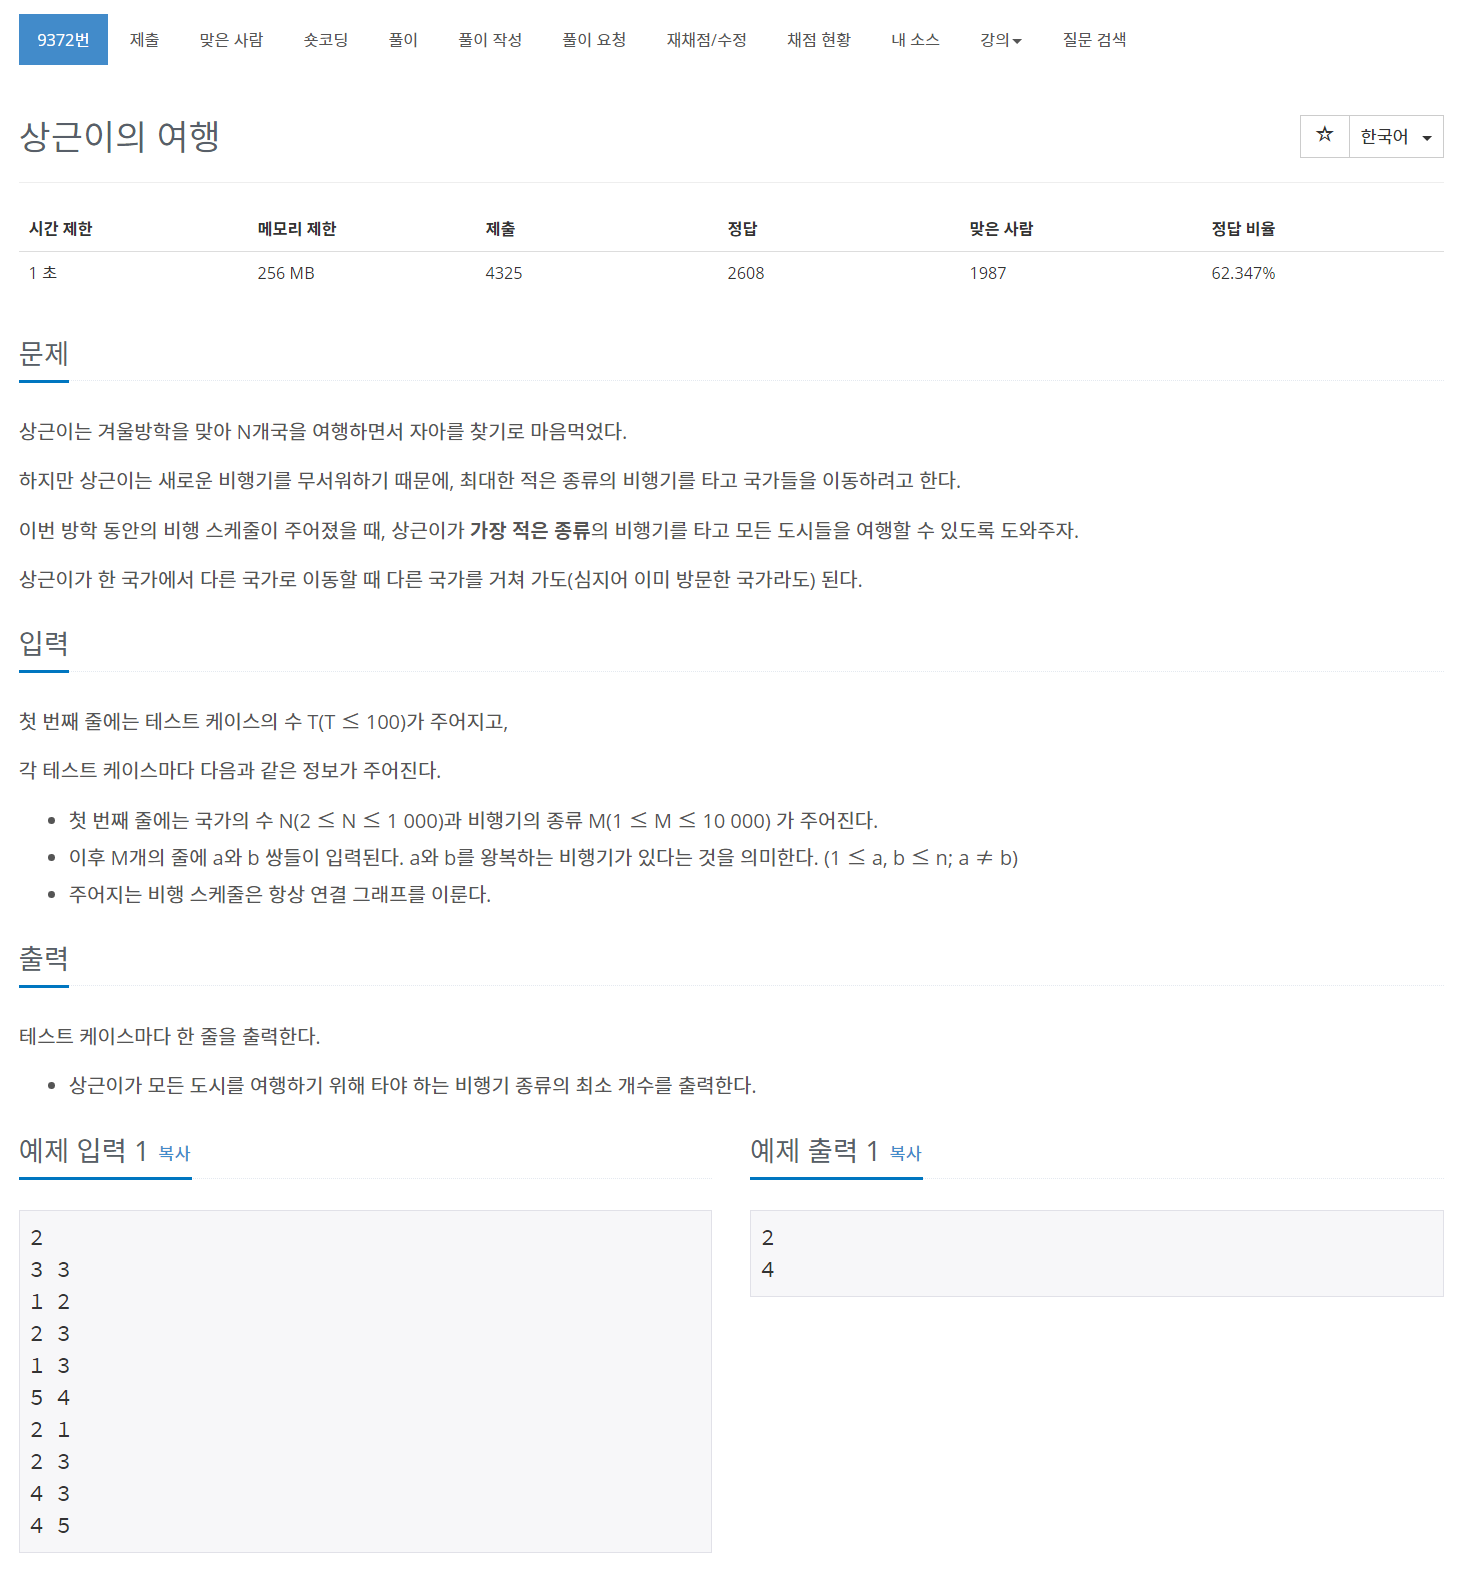 9372번 제출 맞은 사람 숏코딩 풀이 풀이 작성 풀이 요청 재채점/수정 채점 현황 내 소스 강의 질문 검색
상근이의 여행
☆ 한국어
시간 제한 메모리 제한 제출 정답 맞은 사람 정답 비율
1 초 256 MB 4325 2608 1987 62.347%
문제
상근이는 겨울방학을 맞아 N개국을 여행하면서 자아를 찾기로 마음먹었다.
하지만 상근이는 새로운 비행기를 무서워하기 때문에, 최대한 적은 종류의 비행기를 타고 국가들을 이동하려고 한다.
이번 방학 동안의 비행 스케줄이 주어졌을 때, 상근이가 가장 적은 종류의 비행기를 타고 모든 도시들을 여행할 수 있도록 도와주자.
상근이가 한 국가에서 다른 국가로 이동할 때 다른 국가를 거쳐 가도(심지어 이미 방문한 국가라도) 된다.
입력
첫 번째 줄에는 테스트 케이스의 수 T(T ≤ 100)가 주어지고,
각 테스트 케이스마다 다음과 같은 정보가 주어진다.
• 첫 번째 줄에는 국가의 수 N(2 ≤ N ≤ 1 000)과 비행기의 종류 M(1 ≤ M ≤ 10 000) 가 주어진다.
• 이후 M개의 줄에 a와 b 쌍들이 입력된다. a와 b를 왕복하는 비행기가 있다는 것을 의미한다. (1 ≤ a, b ≤ n; a ≠ b)
• 주어지는 비행 스케줄은 항상 연결 그래프를 이룬다.
출력
테스트 케이스마다 한 줄을 출력한다.
• 상근이가 모든 도시를 여행하기 위해 타야 하는 비행기 종류의 최소 개수를 출력한다.
예제 입력 1 복사
2
3 3
1 2
2 3
1 3
5 4
2 1
2 3
4 3
4 5
예제 출력 1 복사
2
4